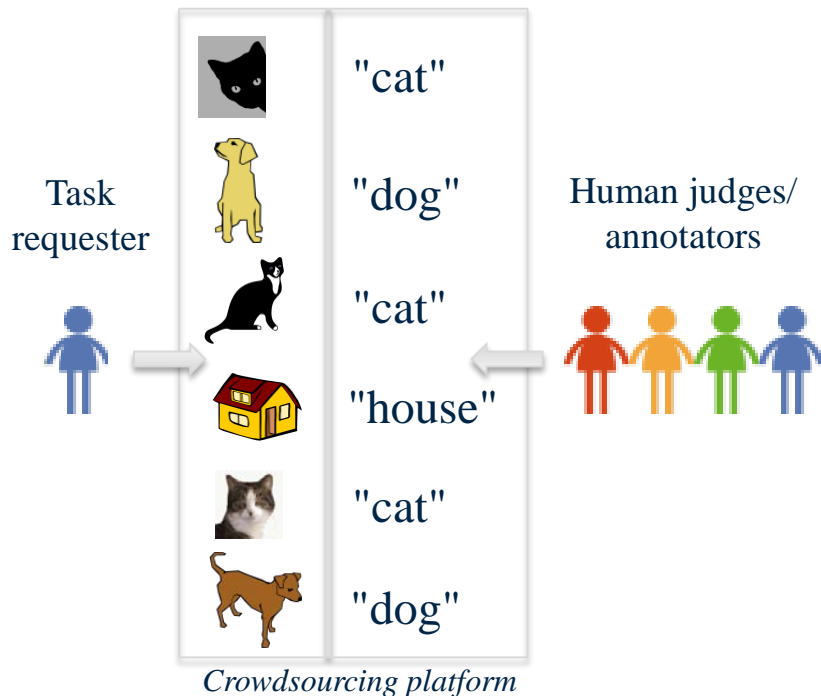 "cat"
"dog"
Task
requester
Human judges/
annotators
"cat"
"house"
"cat"
"dog"
Crowdsourcing platform